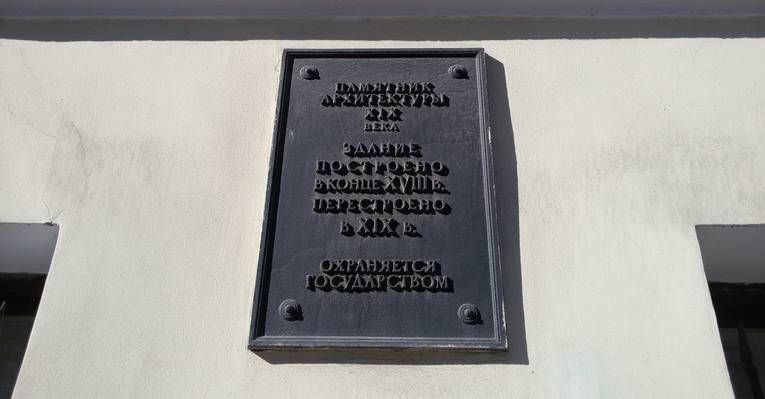 ПАМЯТНИК
АРХИТЕКТУРЫ
XIX
ВЕКА
ЗДАНИЕ
ПОСТРОЕНО
В КОНЦЕ XVIII В.
ПЕРЕСТРОЕНО
В XIX В.
ОХРАНЯЕТСЯ
ГОСУДАРСТВОМ